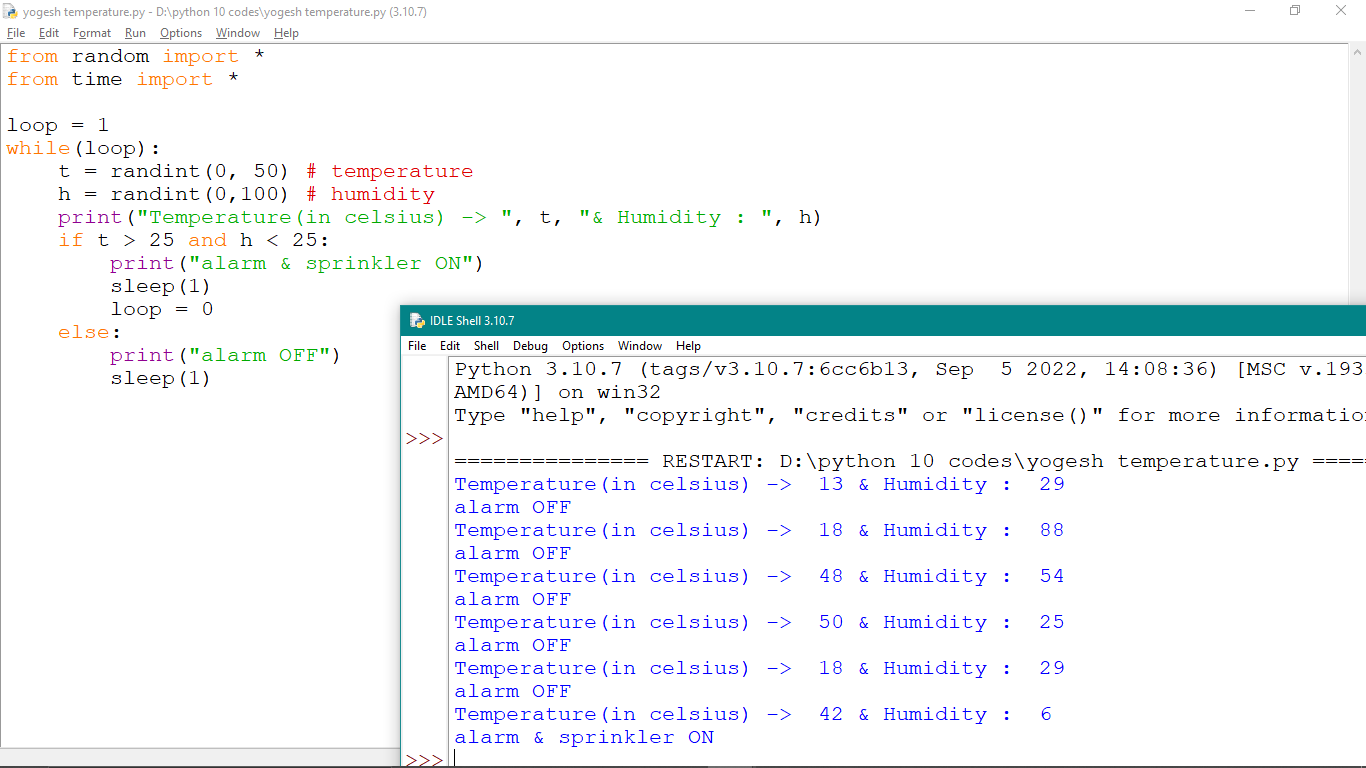 yogesh temperature.py - D:\python 10 codes\yogesh temperature.py (3.10.7)
File Edit Format Run Options Window Help
from random import *
from time import *

loop = 1
while(loop):
    t = randint(0, 50) # temperature
    h = randint(0,100) # humidity
    print("Temperature(in celsius) -> ", t, "& Humidity : ", h)
    if t > 25 and h < 25:
        print("alarm & sprinkler ON")
        sleep(1)
        loop = 0
    else:
        print("alarm OFF")
        sleep(1)
IDLE Shell 3.10.7
File Edit Shell Debug Options Window Help
Python 3.10.7 (tags/v3.10.7:6cc6b13, Sep  5 2022, 14:08:36) [MSC v.193
AMD64)] on win32
Type "help", "copyright", "credits" or "license()" for more informatio
>>>
=============== RESTART: D:\python 10 codes\yogesh temperature.py ====
Temperature(in celsius) ->  13 & Humidity :  29
alarm OFF
Temperature(in celsius) ->  18 & Humidity :  88
alarm OFF
Temperature(in celsius) ->  48 & Humidity :  54
alarm OFF
Temperature(in celsius) ->  50 & Humidity :  25
alarm OFF
Temperature(in celsius) ->  18 & Humidity :  29
alarm OFF
Temperature(in celsius) ->  42 & Humidity :  6
alarm & sprinkler ON
>>>